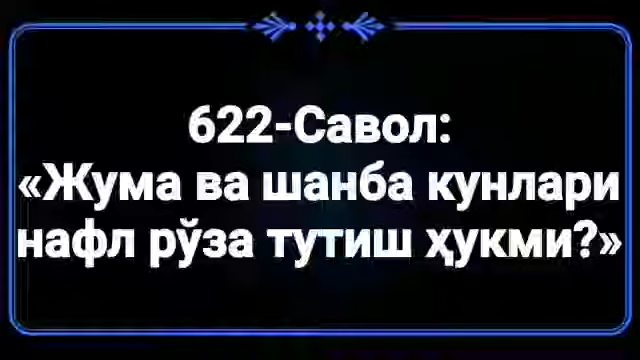 622-Савол:
«Жума ва шанба кунлари
нафл рўза тутиш ҳукми?»